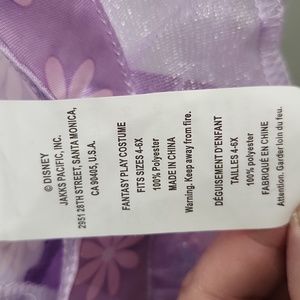 © DISNEY
JAKKS PACIFIC, INC.
2951 28TH STREET, SANTA MONICA,
CA 90405, U.S.A.
FANTASY PLAY COSTUME
FITS SIZES 4-6X
100% Polyester
MADE IN CHINA
Warning. Keep away from fire.
DÉGUISEMENT D'ENFANT
TAILLES 4-6X
100% polyester
FABRIQUÉ EN CHINE
Attention. Garder loin du feu.